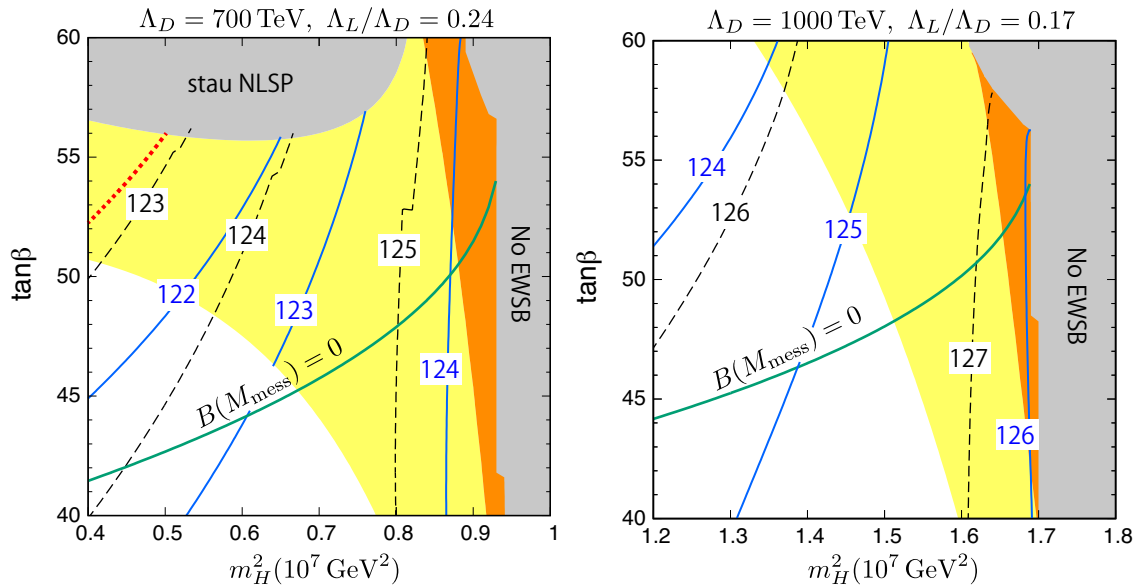 Λ_D = 700 TeV, Λ_L/Λ_D = 0.24
60
55
50
45
40
tanβ
stau NLSP
123
124
125
122
123
124
No EWSB
B(M_mess) = 0
0.4 0.5 0.6 0.7 0.8 0.9 1
m_H^2(10^7 GeV^2)
Λ_D = 1000 TeV, Λ_L/Λ_D = 0.17
60
55
50
45
40
tanβ
124
126
125
No EWSB
B(M_mess) = 0
127
126
1.2 1.3 1.4 1.5 1.6 1.7 1.8
m_H^2(10^7 GeV^2)